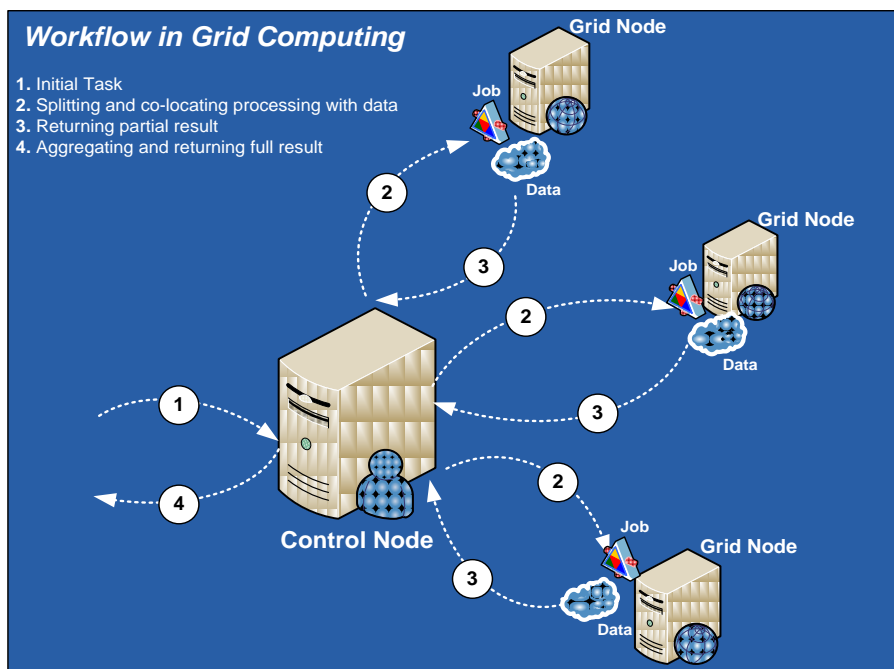 Workflow in Grid Computing
1. Initial Task
2. Splitting and co-locating processing with data
3. Returning partial result
4. Aggregating and returning full result
Grid Node
Job
Data
2
3
Grid Node
Job
Data
2
3
1
4
Control Node
2
3
Job
Grid Node
Data